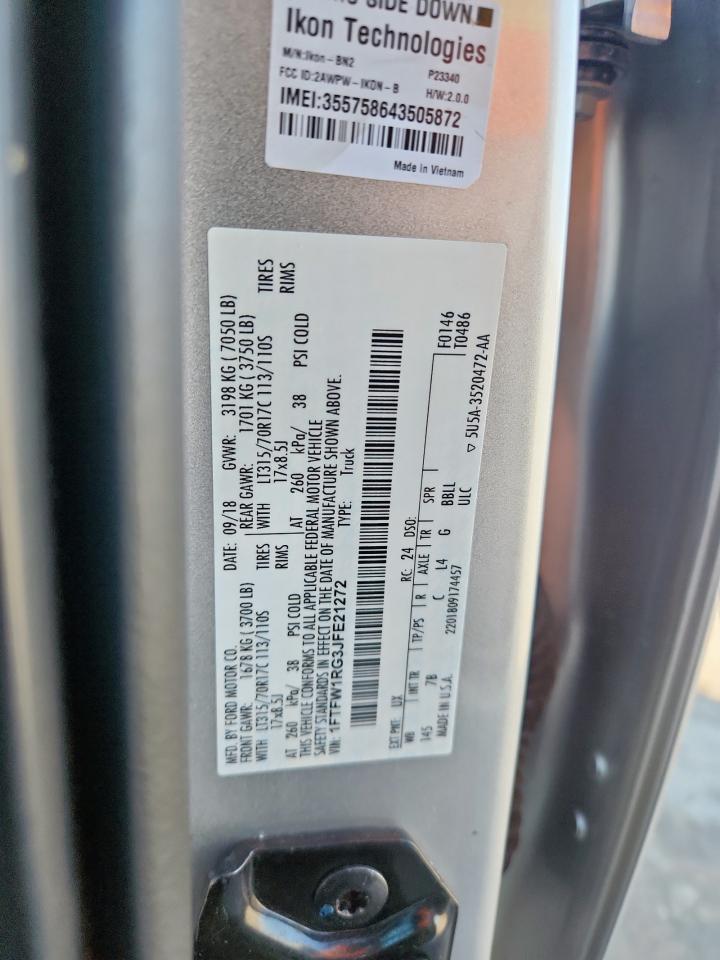 SIDE DOWN.
Ikon Technologies
M/N:Ikon-BN2
P23340
FCC ID:2AWPW-IKON-B
H/W:2.0.0
IMEI:355758643505872
Made in Vietnam
MFD. BY FORD MOTOR CO.
DATE: 09/18 GVWR: 3198 KG ( 7050 LB)
FRONT GAWR: 1678 KG ( 3700 LB) REAR GAWR: 1701 KG ( 3750 LB)
WITH LT315/70R17C 113/110S TIRES WITH LT315/70R17C 113/110S TIRES
17x8.5J RIMS 17x8.5J RIMS
AT 260 kPa/ 38 PSI COLD AT 260 kPa/ 38 PSI COLD
THIS VEHICLE CONFORMS TO ALL APPLICABLE FEDERAL MOTOR VEHICLE
SAFETY STANDARDS IN EFFECT ON THE DATE OF MANUFACTURE SHOWN ABOVE.
VIN: 1FTFW1RG3JFE21272 TYPE: Truck
EXT PNT: UX RC: 24 DSO: F0146
T0486
WB INT TR TP/PS R AXLE TR SPR
145 7B C L4 G BBLL
ULC
▽ 5U5A-3520472-AA
MADE IN U.S.A. 2201809174457